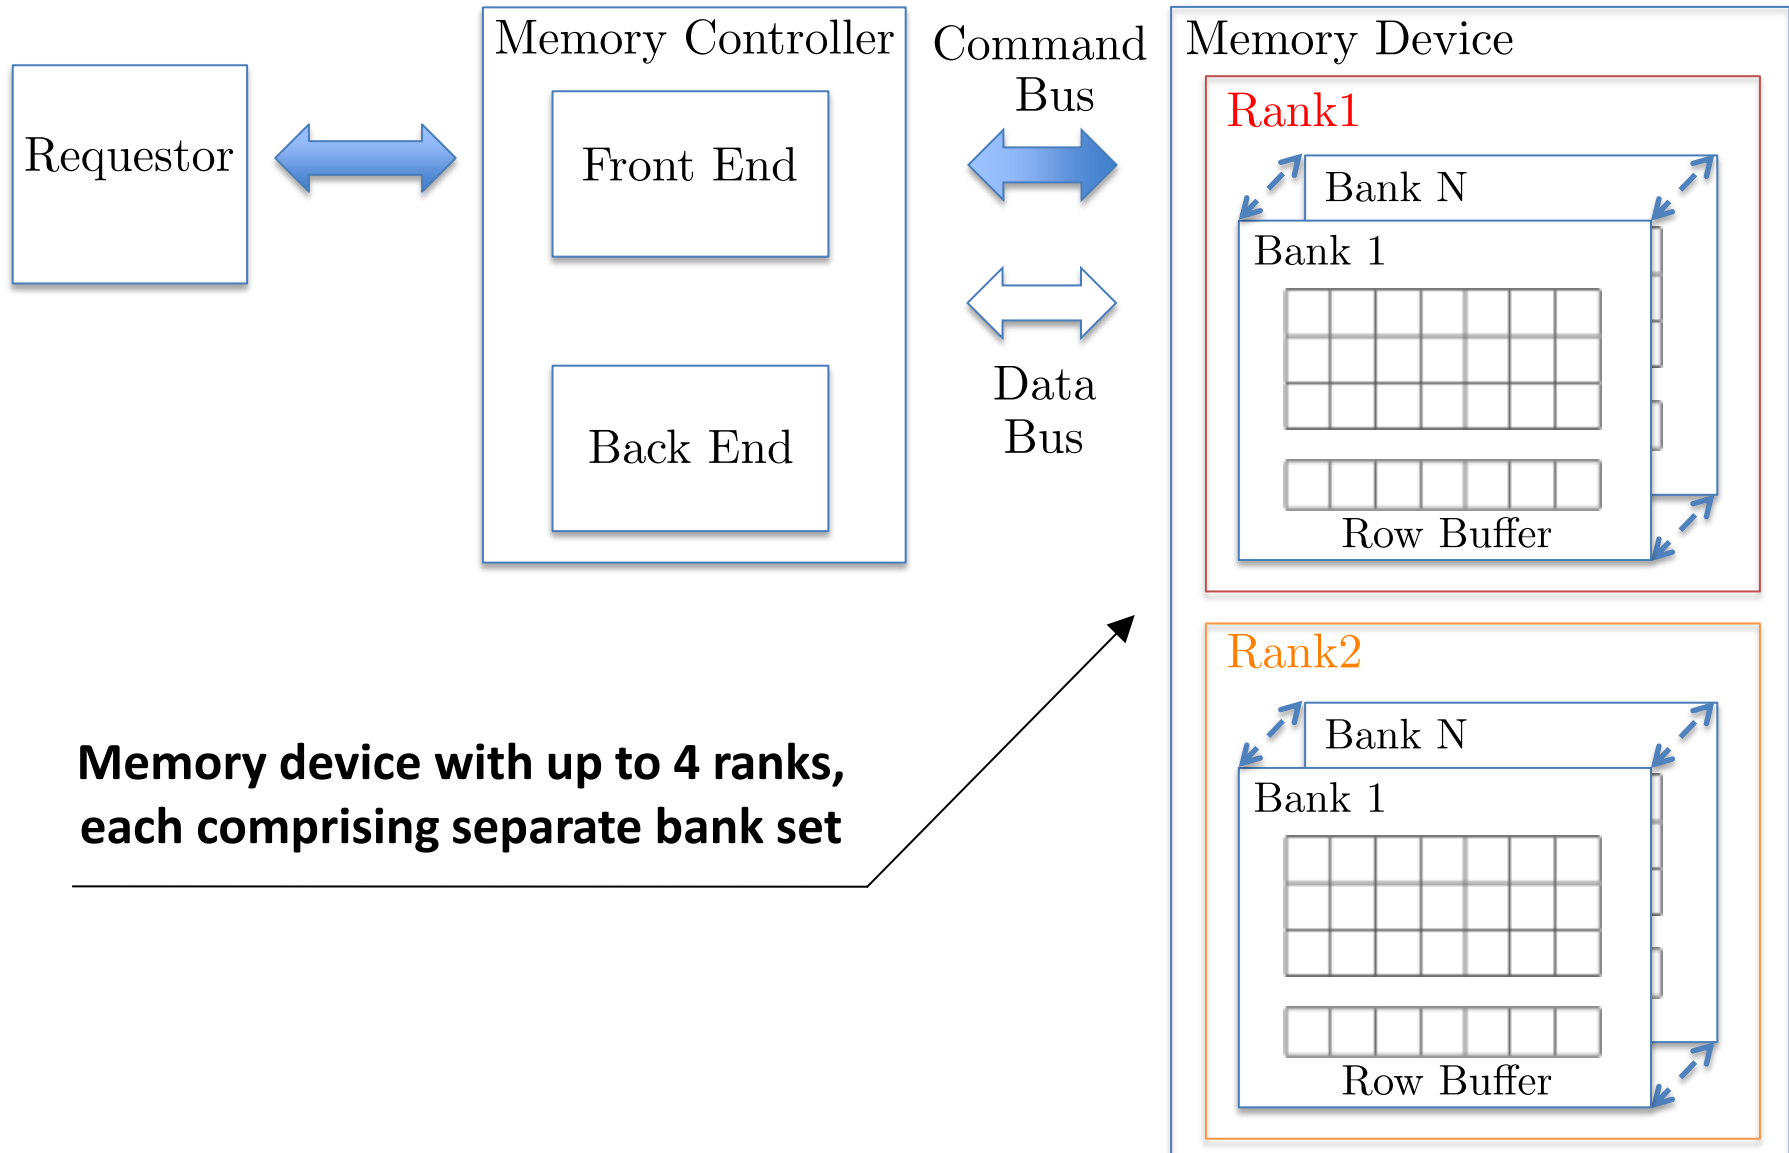 Requestor
Memory Controller
Front End
Back End
Command
Bus
Data
Bus
Memory Device
Rank1
Bank N
Bank 1
Row Buffer
Rank2
Bank N
Bank 1
Row Buffer
Memory device with up to 4 ranks,
each comprising separate bank set